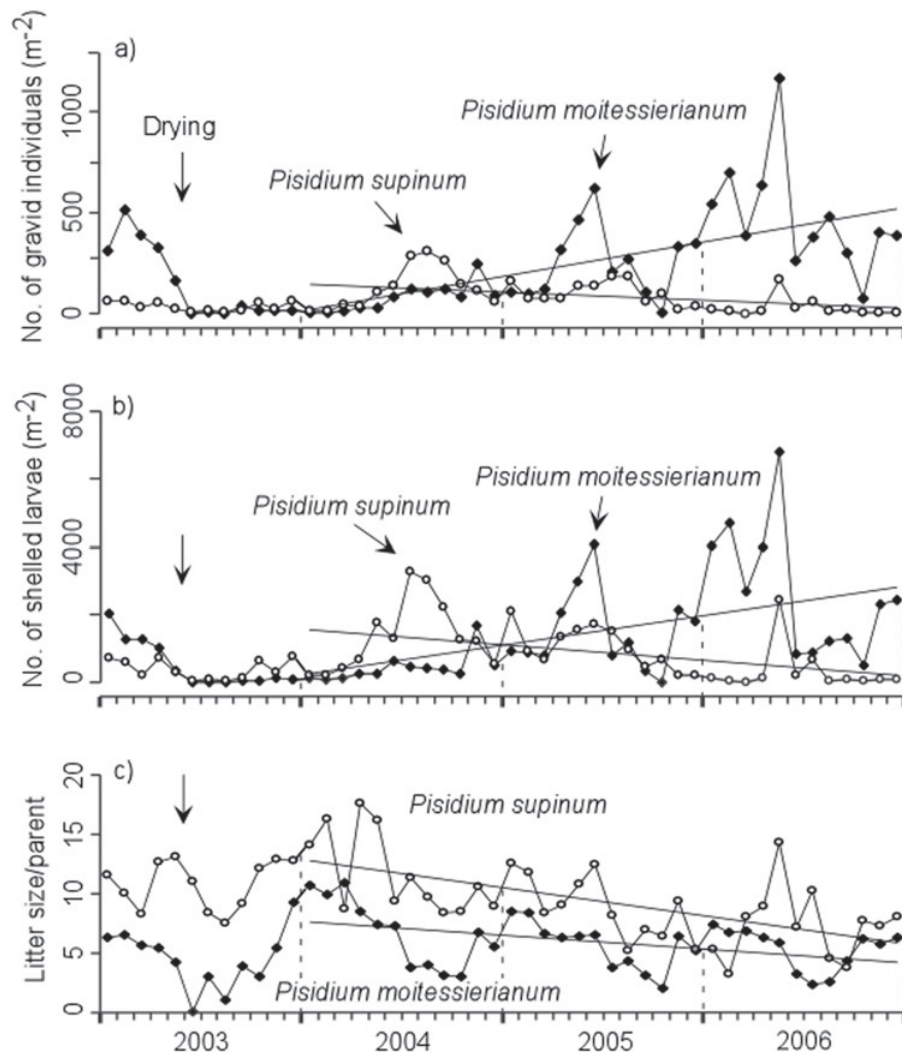 a)
No. of gravid individuals (m-2)
1000
500
0
Drying
Pisidium supinum
Pisidium moitessierianum
b)
No. of shelled larvae (m-2)
8000
4000
0
Pisidium supinum
Pisidium moitessierianum
c)
Litter size/parent
20
15
10
5
0
Pisidium supinum
Pisidium moitessierianum
2003 2004 2005 2006